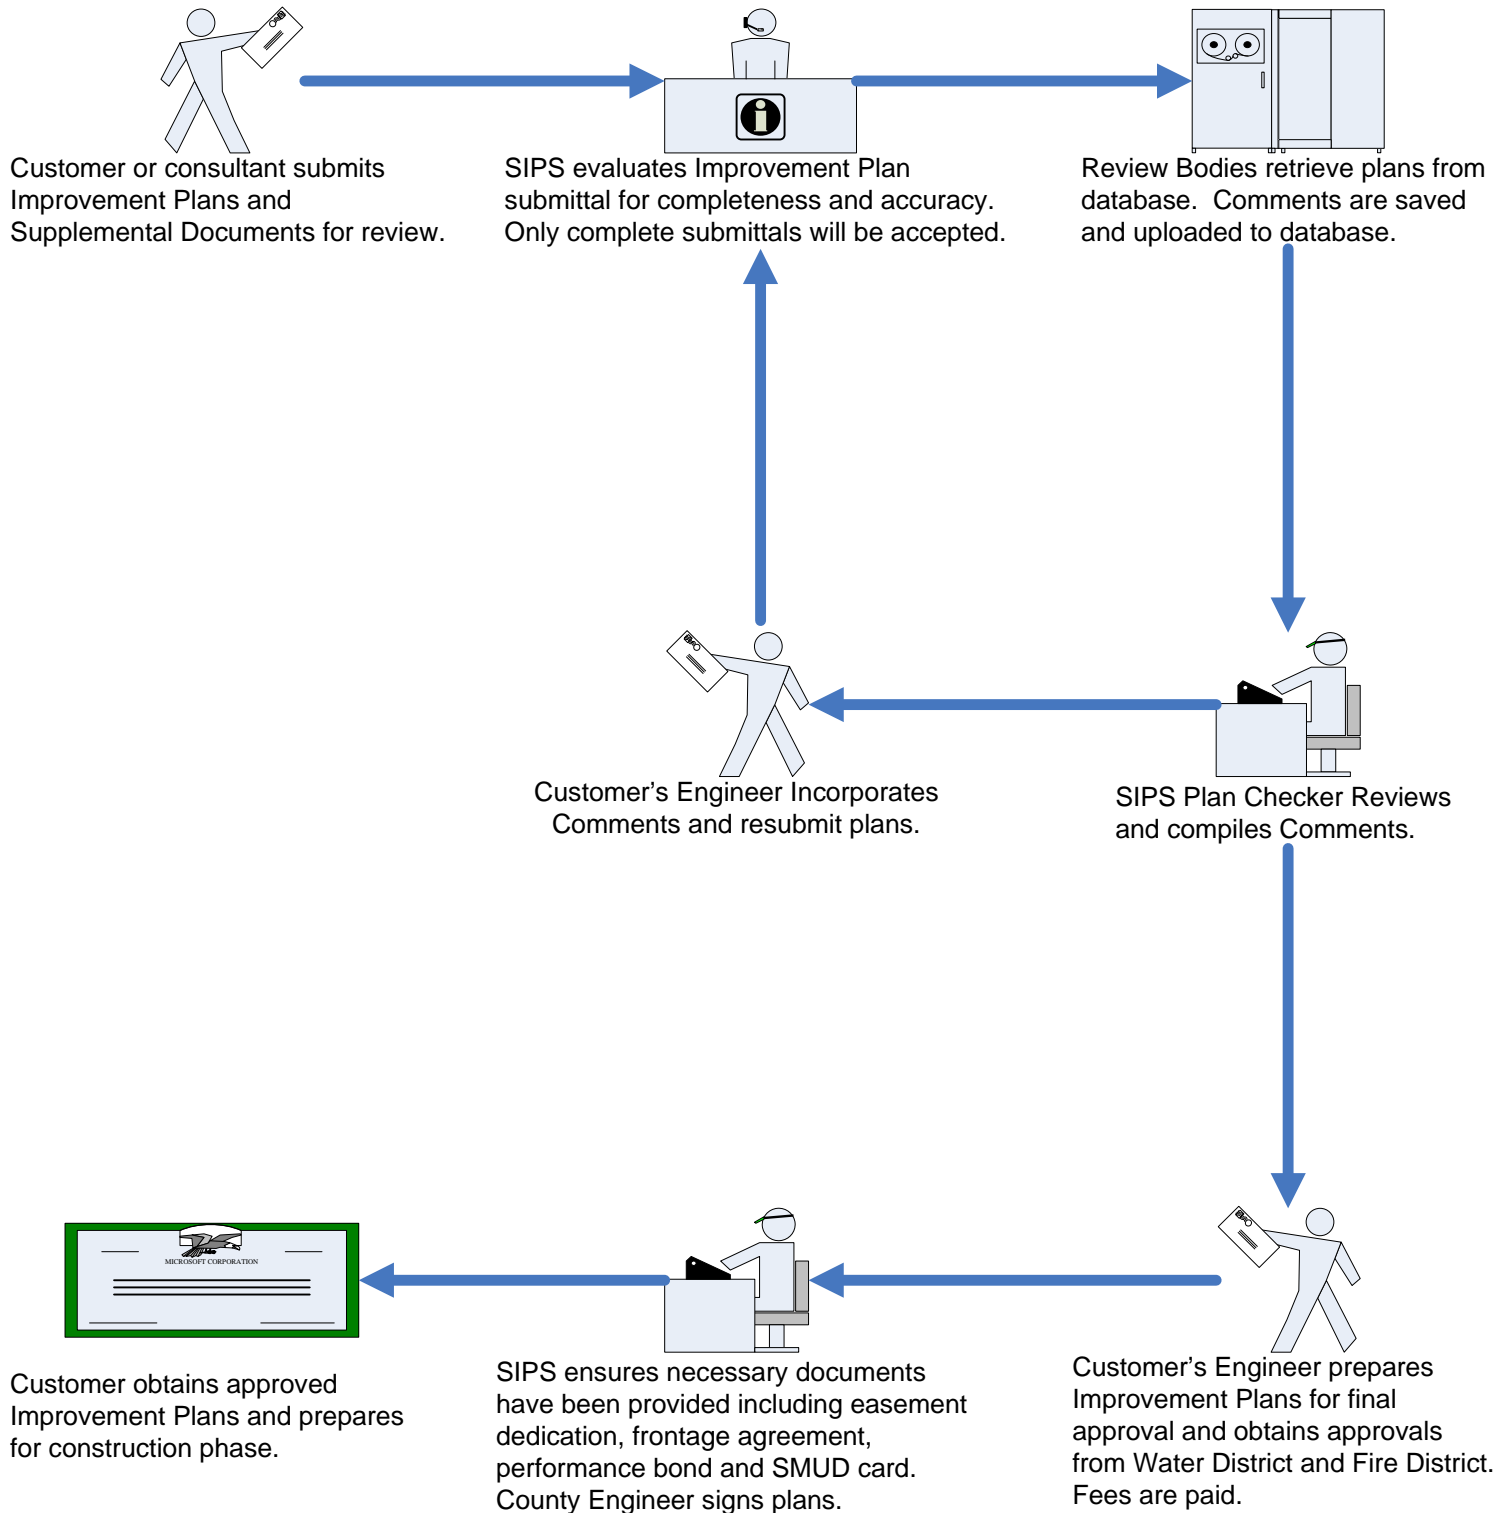 Customer or consultant submits
Improvement Plans and
Supplemental Documents for review.
SIPS evaluates Improvement Plan
submittal for completeness and accuracy.
Only complete submittals will be accepted.
Review Bodies retrieve plans from
database.  Comments are saved
and uploaded to database.
Customer’s Engineer Incorporates
Comments and resubmit plans.
SIPS Plan Checker Reviews
and compiles Comments.
MICROSOFT CORPORATION
Customer obtains approved
Improvement Plans and prepares
for construction phase.
SIPS ensures necessary documents
have been provided including easement
dedication, frontage agreement,
performance bond and SMUD card.
County Engineer signs plans.
Customer’s Engineer prepares
Improvement Plans for final
approval and obtains approvals
from Water District and Fire District.
Fees are paid.